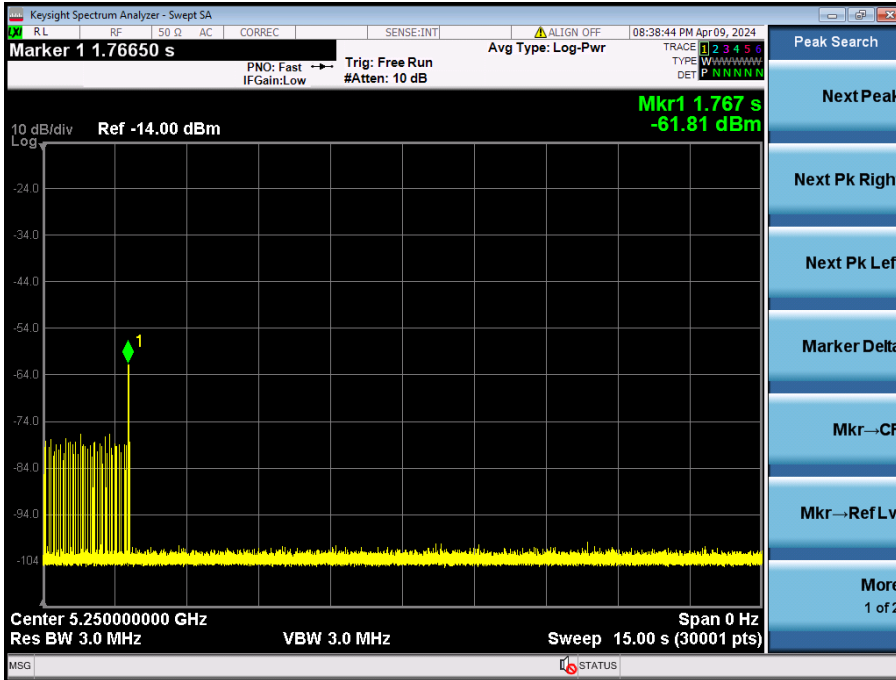 Keysight Spectrum Analyzer - Swept SA
LXI RL RF 50 Ω AC CORREC SENSE:INT ALIGN OFF 08:38:44 PM Apr 09, 2024
Marker 1 1.76650 s
PNO: Fast
IFGain:Low
Trig: Free Run
#Atten: 10 dB
Avg Type: Log-Pwr
TRACE 1 2 3 4 5 6
TYPE WWWWWWW
DET P N N N N N
Mkr1 1.767 s
-61.81 dBm
10 dB/div Ref -14.00 dBm
Log
-24.0
-34.0
-44.0
-54.0
1
-64.0
-74.0
-84.0
-94.0
-104
Center 5.250000000 GHz Span 0 Hz
Res BW 3.0 MHz VBW 3.0 MHz Sweep 15.00 s (30001 pts)
MSG STATUS
Peak Search
Next Peak
Next Pk Righ
Next Pk Lef
Marker Delta
Mkr→CF
Mkr→Ref Lv
More
1 of 2